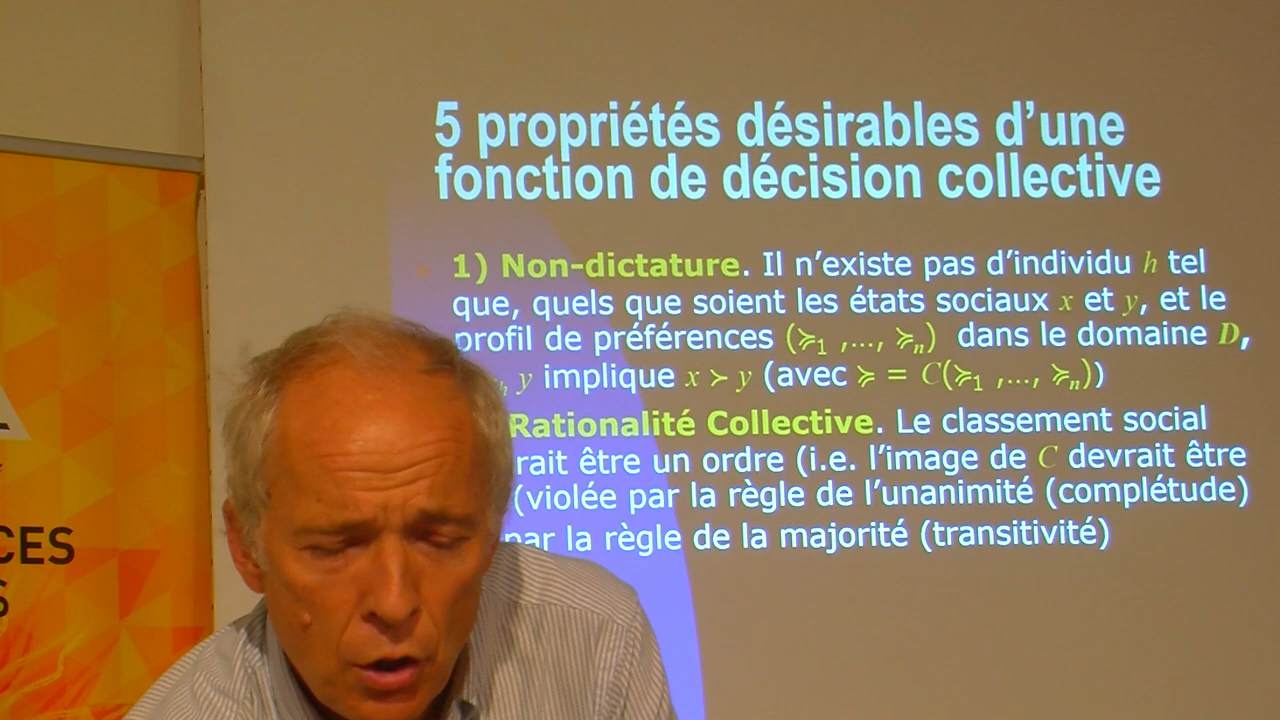 5 propriétés désirables d’une
fonction de décision collective
1) Non-dictature. Il n’existe pas d’individu h tel
que, quels que soient les états sociaux x et y, et le
profil de préférences (≽₁ ,..., ≽ₙ) dans le domaine D,
ₕ y implique x ≻ y (avec ≽ = C(≽₁ ,..., ≽ₙ))
Rationalité Collective. Le classement social
rait être un ordre (i.e. l’image de C devrait être
(violée par la règle de l’unanimité (complétude)
par la règle de la majorité (transitivité)
CES
S